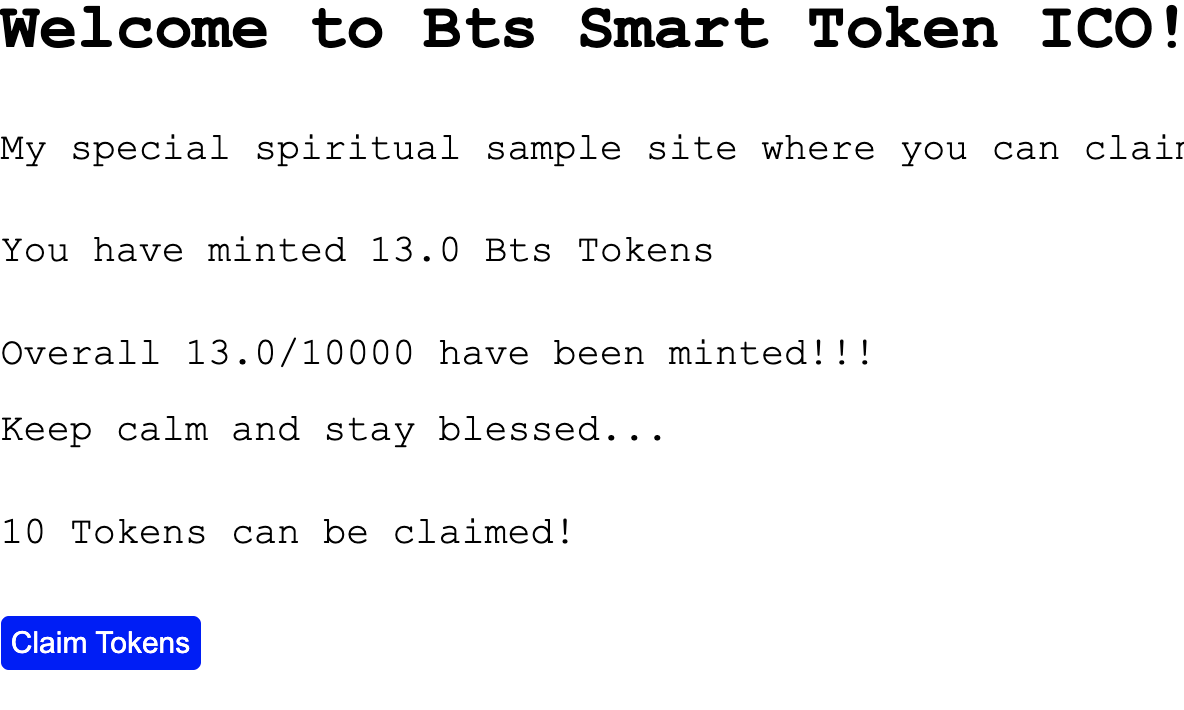 Welcome to Bts Smart Token ICO!
My special spiritual sample site where you can
You have minted 13.0 Bts Tokens
Overall 13.0/10000 have been minted!!!
Keep calm and stay blessed...
10 Tokens can be claimed!
Claim Tokens